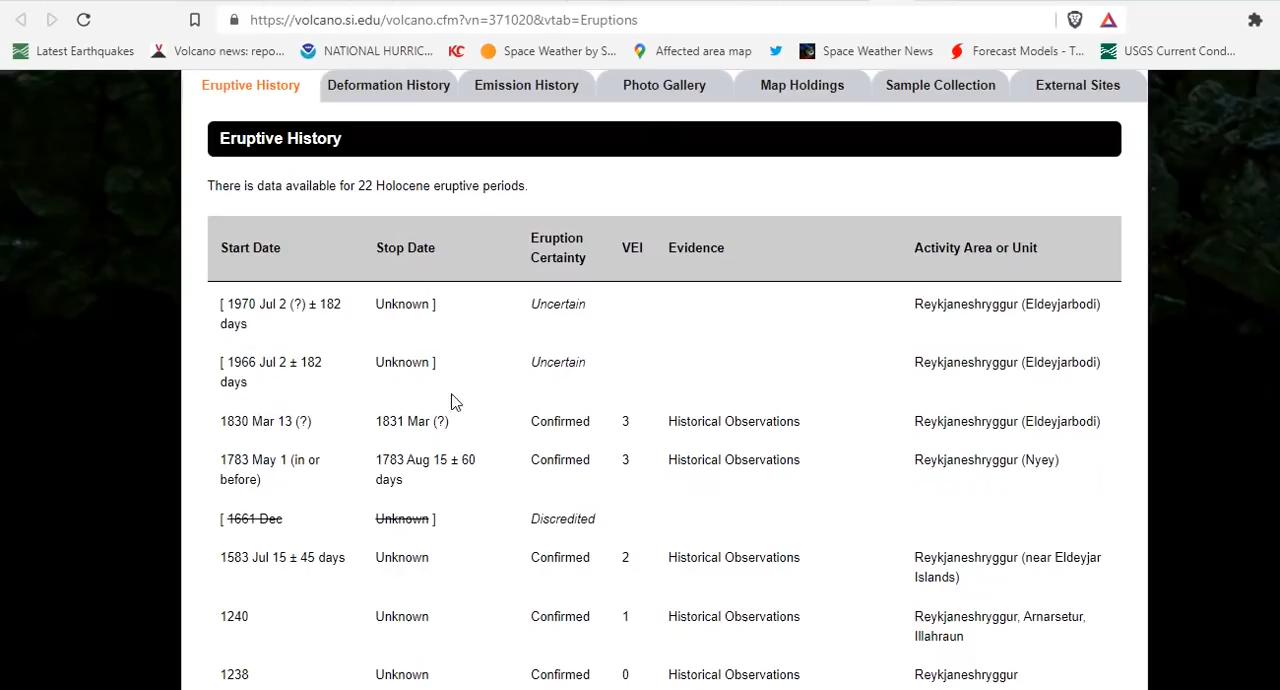 https://volcano.si.edu/volcano.cfm?vn=371020&vtab=Eruptions
Latest Earthquakes Volcano news: repo... NATIONAL HURRIC... KC Space Weather by S... Affected area map Space Weather News Forecast Models - T... USGS Current Cond...
Eruptive History Deformation History Emission History Photo Gallery Map Holdings Sample Collection External Sites
Eruptive History
There is data available for 22 Holocene eruptive periods.
Start Date Stop Date Eruption Certainty VEI Evidence Activity Area or Unit
[ 1970 Jul 2 (?) ± 182 Unknown ] Uncertain Reykjaneshryggur (Eldeyjarbodi)
days
[ 1966 Jul 2 ± 182 Unknown ] Uncertain Reykjaneshryggur (Eldeyjarbodi)
days
1830 Mar 13 (?) 1831 Mar (?) Confirmed 3 Historical Observations Reykjaneshryggur (Eldeyjarbodi)
1783 May 1 (in or 1783 Aug 15 ± 60 Confirmed 3 Historical Observations Reykjaneshryggur (Nyey)
before) days
[ 1661 Dec Unknown ] Discredited
1583 Jul 15 ± 45 days Unknown Confirmed 2 Historical Observations Reykjaneshryggur (near Eldeyjar
Islands)
1240 Unknown Confirmed 1 Historical Observations Reykjaneshryggur, Arnarsetur,
Illahraun
1238 Unknown Confirmed 0 Historical Observations Reykjaneshryggur